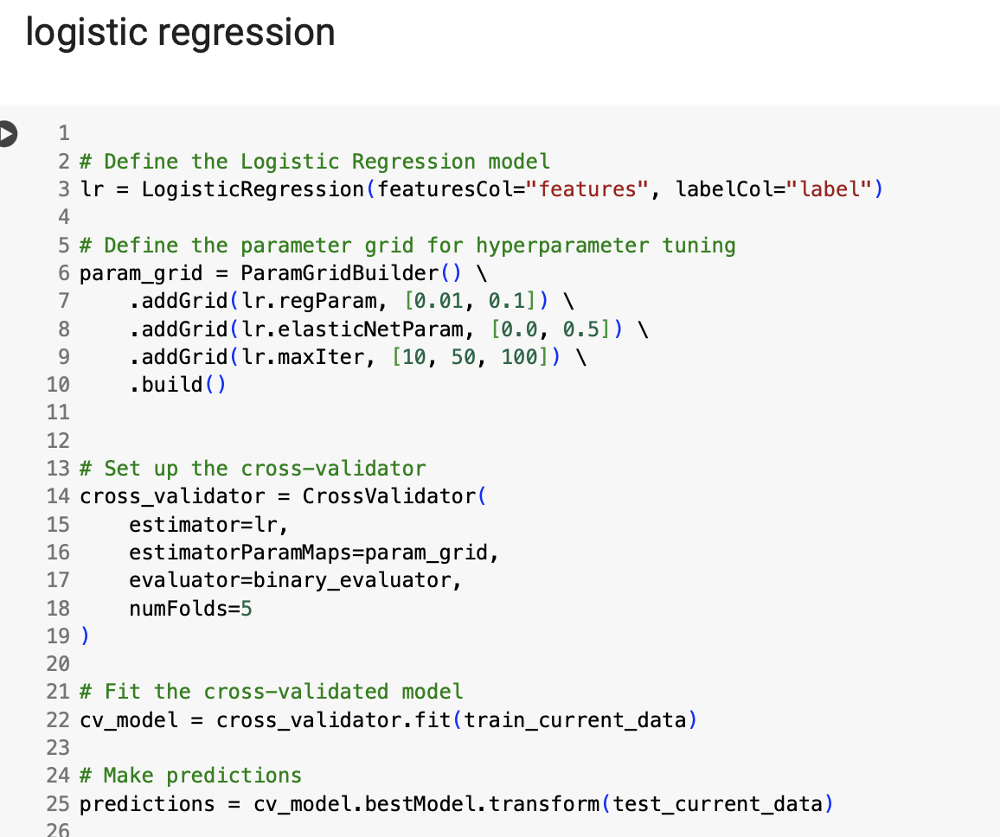 logistic regression
1
2 # Define the Logistic Regression model
3 lr = LogisticRegression(featuresCol="features", labelCol="label")
4
5 # Define the parameter grid for hyperparameter tuning
6 param_grid = ParamGridBuilder() \
7     .addGrid(lr.regParam, [0.01, 0.1]) \
8     .addGrid(lr.elasticNetParam, [0.0, 0.5]) \
9     .addGrid(lr.maxIter, [10, 50, 100]) \
10     .build()
11
12
13 # Set up the cross-validator
14 cross_validator = CrossValidator(
15     estimator=lr,
16     estimatorParamMaps=param_grid,
17     evaluator=binary_evaluator,
18     numFolds=5
19 )
20
21 # Fit the cross-validated model
22 cv_model = cross_validator.fit(train_current_data)
23
24 # Make predictions
25 predictions = cv_model.bestModel.transform(test_current_data)
26